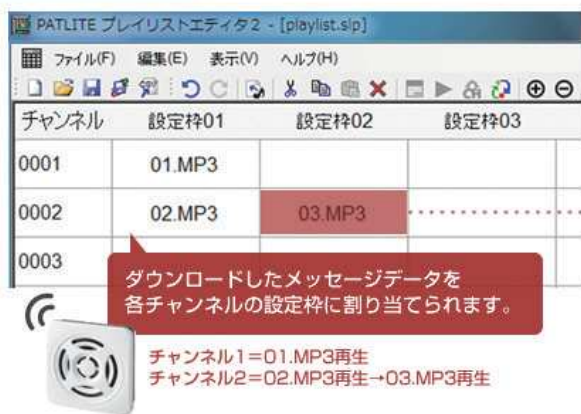 PATLITE プレイリストエディタ2 - [playlist.slp]
ファイル(F) 編集(E) 表示(V) ヘルプ(H)
チャンネル 設定枠01 設定枠02 設定枠03
0001 01.MP3
0002 02.MP3 03.MP3
0003
ダウンロードしたメッセージデータを
各チャンネルの設定枠に割り当てられます。
チャンネル1=01.MP3再生
チャンネル2=02.MP3再生→03.MP3再生